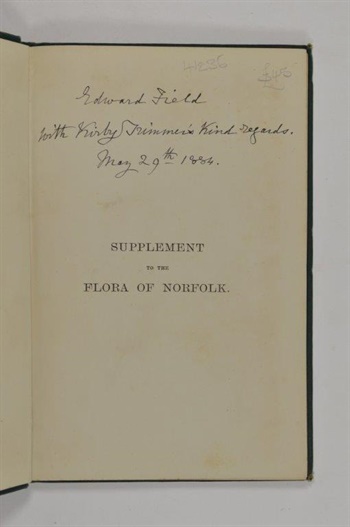 Edward Field
with Kirby Trimmer's Kind regards.
May 29th 1884.
SUPPLEMENT
TO THE
FLORA OF NORFOLK.